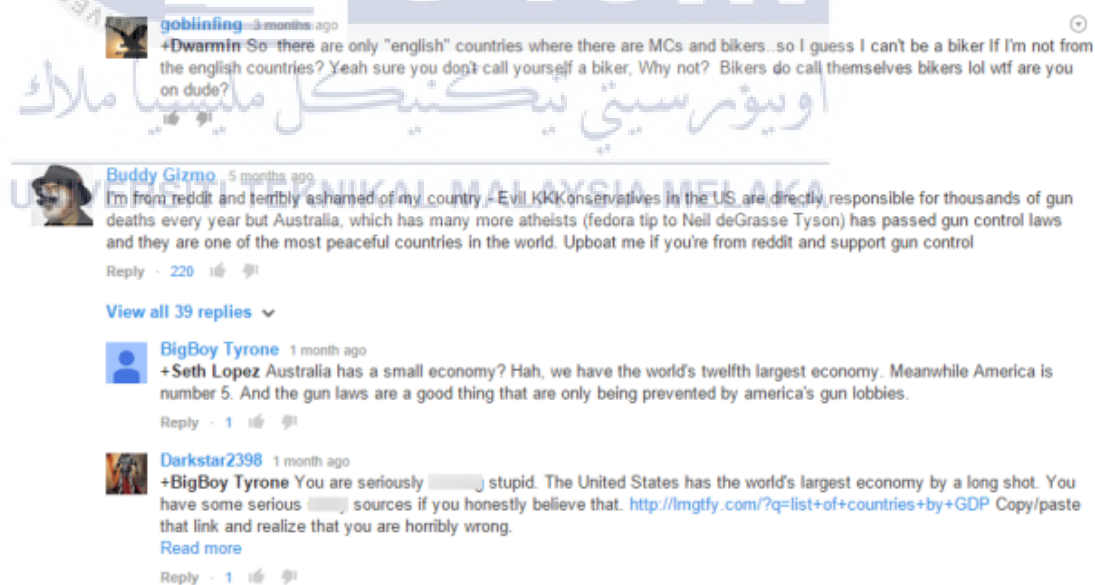 goblinfing 3 months ago
+Dwarmin So there are only "english" countries where there are MCs and bikers..so I guess I can't be a biker If I'm not from
the english countries? Yeah sure you don't call yourself a biker, Why not? Bikers do call themselves bikers lol wtf are you
on dude?
اونيۏرسيتي تيكنيكل مليسيا ملاك
UNIVERSITI TEKNIKAL MALAYSIA MELAKA
Buddy Gizmo 5 months ago
I'm from reddit and terribly ashamed of my country - Evil KKKonservatives in the US are directly responsible for thousands of gun
deaths every year but Australia, which has many more atheists (fedora tip to Neil deGrasse Tyson) has passed gun control laws
and they are one of the most peaceful countries in the world. Upboat me if you're from reddit and support gun control
Reply · 220
View all 39 replies
BigBoy Tyrone 1 month ago
+Seth Lopez Australia has a small economy? Hah, we have the world's twelfth largest economy. Meanwhile America is
number 5. And the gun laws are a good thing that are only being prevented by america's gun lobbies.
Reply · 1
Darkstar2398 1 month ago
+BigBoy Tyrone You are seriously stupid. The United States has the world's largest economy by a long shot. You
have some serious sources if you honestly believe that. http://lmgtfy.com/?q=list+of+countries+by+GDP Copy/paste
that link and realize that you are horribly wrong.
Read more
Reply · 1